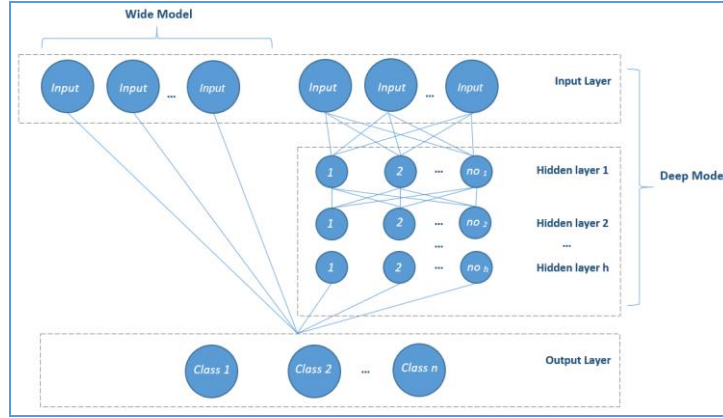 Wide Model
Input Input ... Input Input Input ... Input Input Layer
1 2 ... no 1 Hidden layer 1
Deep Model
1 2 ... no 2 Hidden layer 2
... ...
1 2 ... no h Hidden layer h
Class 1 Class 2 ... Class n Output Layer